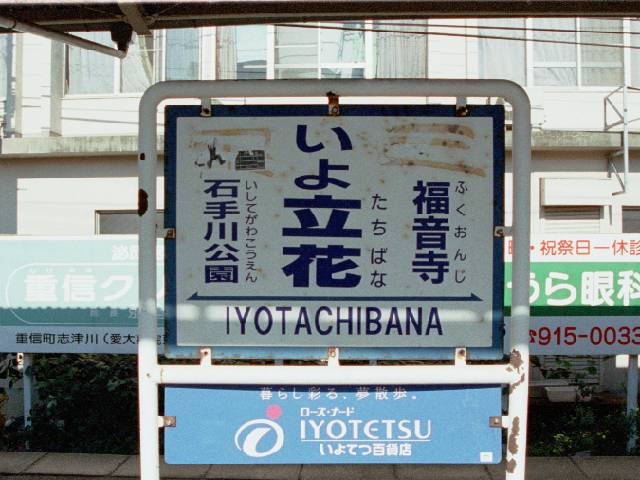 いよ立花
たちばな
石手川公園
いしてがわこうえん
福音寺
ふくおんじ
IYOTACHIBANA
暮らし彩る、夢散歩。
ローズ・ナード
IYOTETSU
いよてつ百貨店
重信ク
重信町志津川(愛大
・祝祭日一休診
うら眼科
☎915-0033